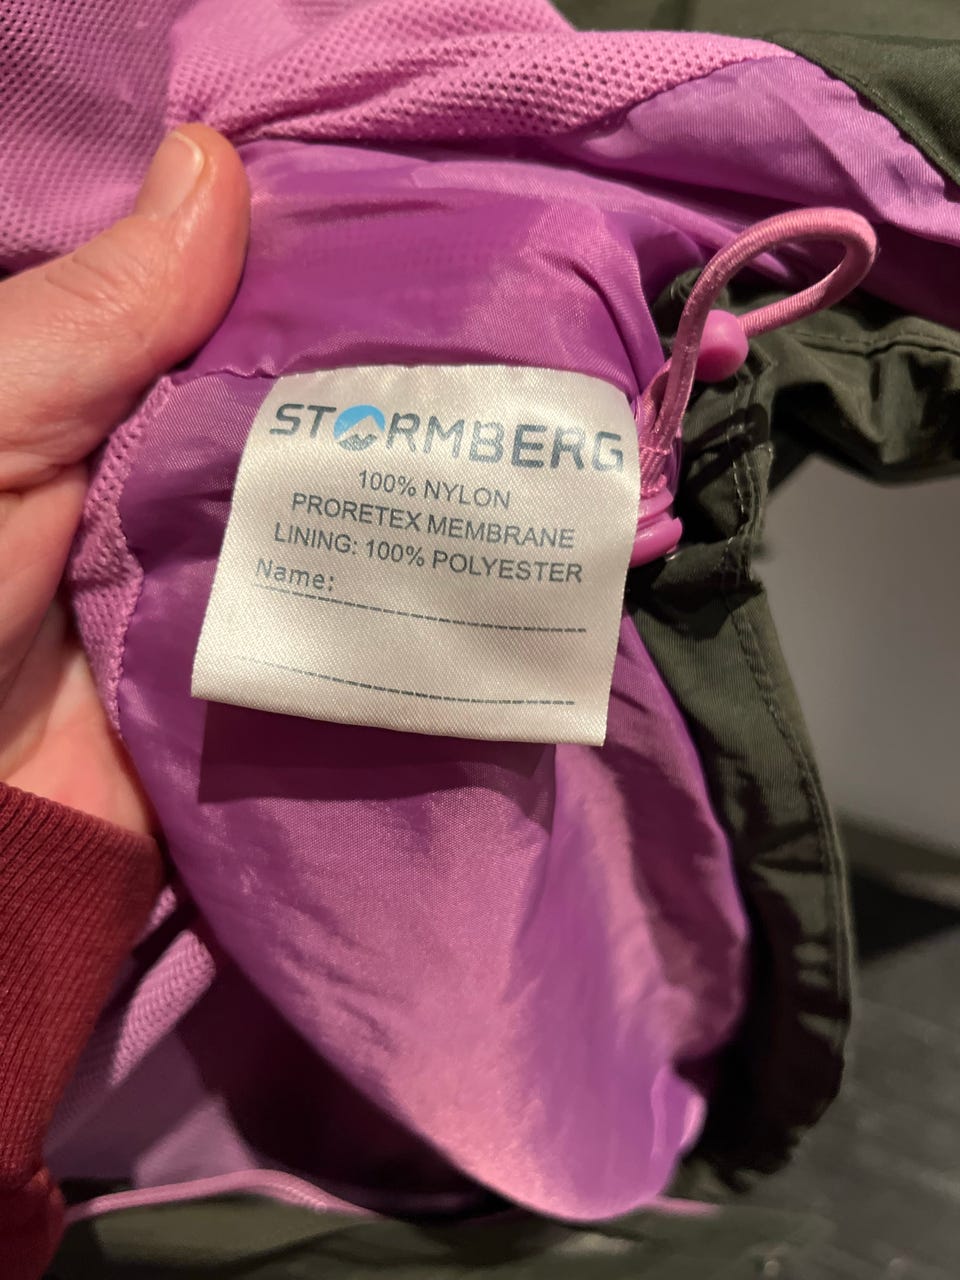 STORMBERG
100% NYLON
PRORETEX MEMBRANE
LINING: 100% POLYESTER
Name: